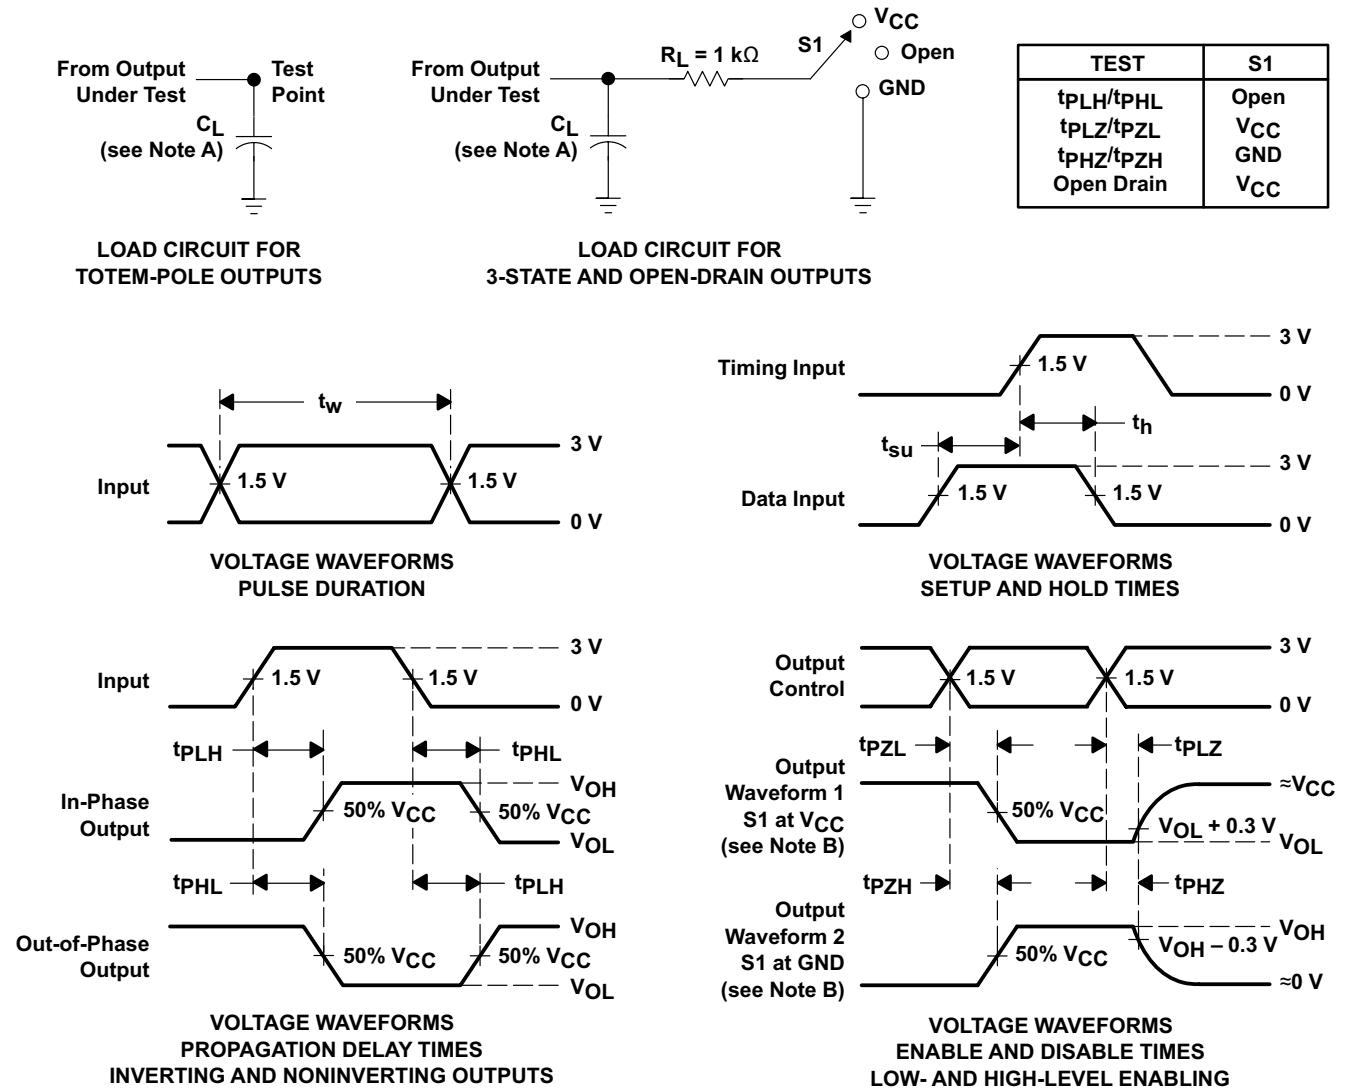 From Output
Under Test
Test
Point
CL
(see Note A)
LOAD CIRCUIT FOR
TOTEM-POLE OUTPUTS
From Output
Under Test
RL = 1 kΩ
S1
VCC
Open
GND
CL
(see Note A)
LOAD CIRCUIT FOR
3-STATE AND OPEN-DRAIN OUTPUTS
TEST S1
tPLH/tPHL Open
tPLZ/tPZL VCC
tPHZ/tPZH GND
Open Drain VCC
tw
Input
1.5 V
1.5 V
3 V
0 V
VOLTAGE WAVEFORMS
PULSE DURATION
Timing Input
1.5 V
3 V
0 V
th
tsu
Data Input
1.5 V
1.5 V
3 V
0 V
VOLTAGE WAVEFORMS
SETUP AND HOLD TIMES
Input
1.5 V
1.5 V
3 V
0 V
tPLH
tPHL
In-Phase
Output
50% VCC
50% VCC
VOH
VOL
tPHL
tPLH
Out-of-Phase
Output
50% VCC
50% VCC
VOH
VOL
VOLTAGE WAVEFORMS
PROPAGATION DELAY TIMES
INVERTING AND NONINVERTING OUTPUTS
Output
Control
1.5 V
1.5 V
3 V
0 V
tPZL
tPLZ
Output
Waveform 1
S1 at VCC
(see Note B)
50% VCC
VOL + 0.3 V
≈VCC
VOL
tPZH
tPHZ
Output
Waveform 2
S1 at GND
(see Note B)
50% VCC
VOH – 0.3 V
VOH
≈0 V
VOLTAGE WAVEFORMS
ENABLE AND DISABLE TIMES
LOW- AND HIGH-LEVEL ENABLING